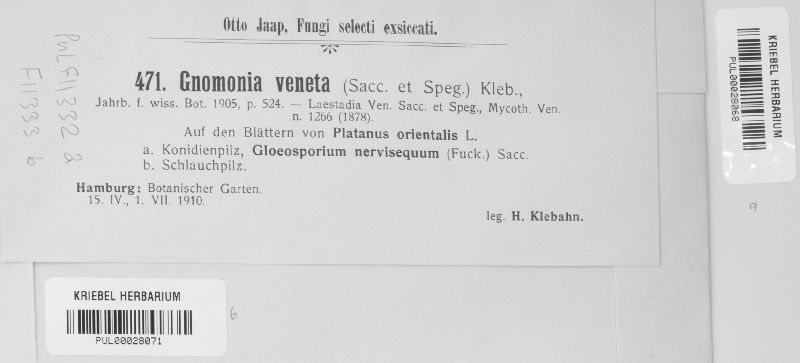 Otto Jaap, Fungi selecti exsiccati.
471. Gnomonia veneta (Sacc. et Speg.) Kleb.,
Jahrb. f. wiss. Bot. 1905, p. 524. — Laestadia Ven. Sacc. et Speg., Mycoth. Ven.
n. 1266 (1878).
Auf den Blättern von Platanus orientalis L.
a. Konidienpilz, Gloeosporium nervisequum (Fuck.) Sacc.
b. Schlauchpilz.
Hamburg: Botanischer Garten.
15. IV., 1. VII. 1910.
leg. H. Klebahn.
PUL F11332 a
F11333 b
KRIEBEL HERBARIUM
PUL00028068
a
KRIEBEL HERBARIUM
PUL00028071
b